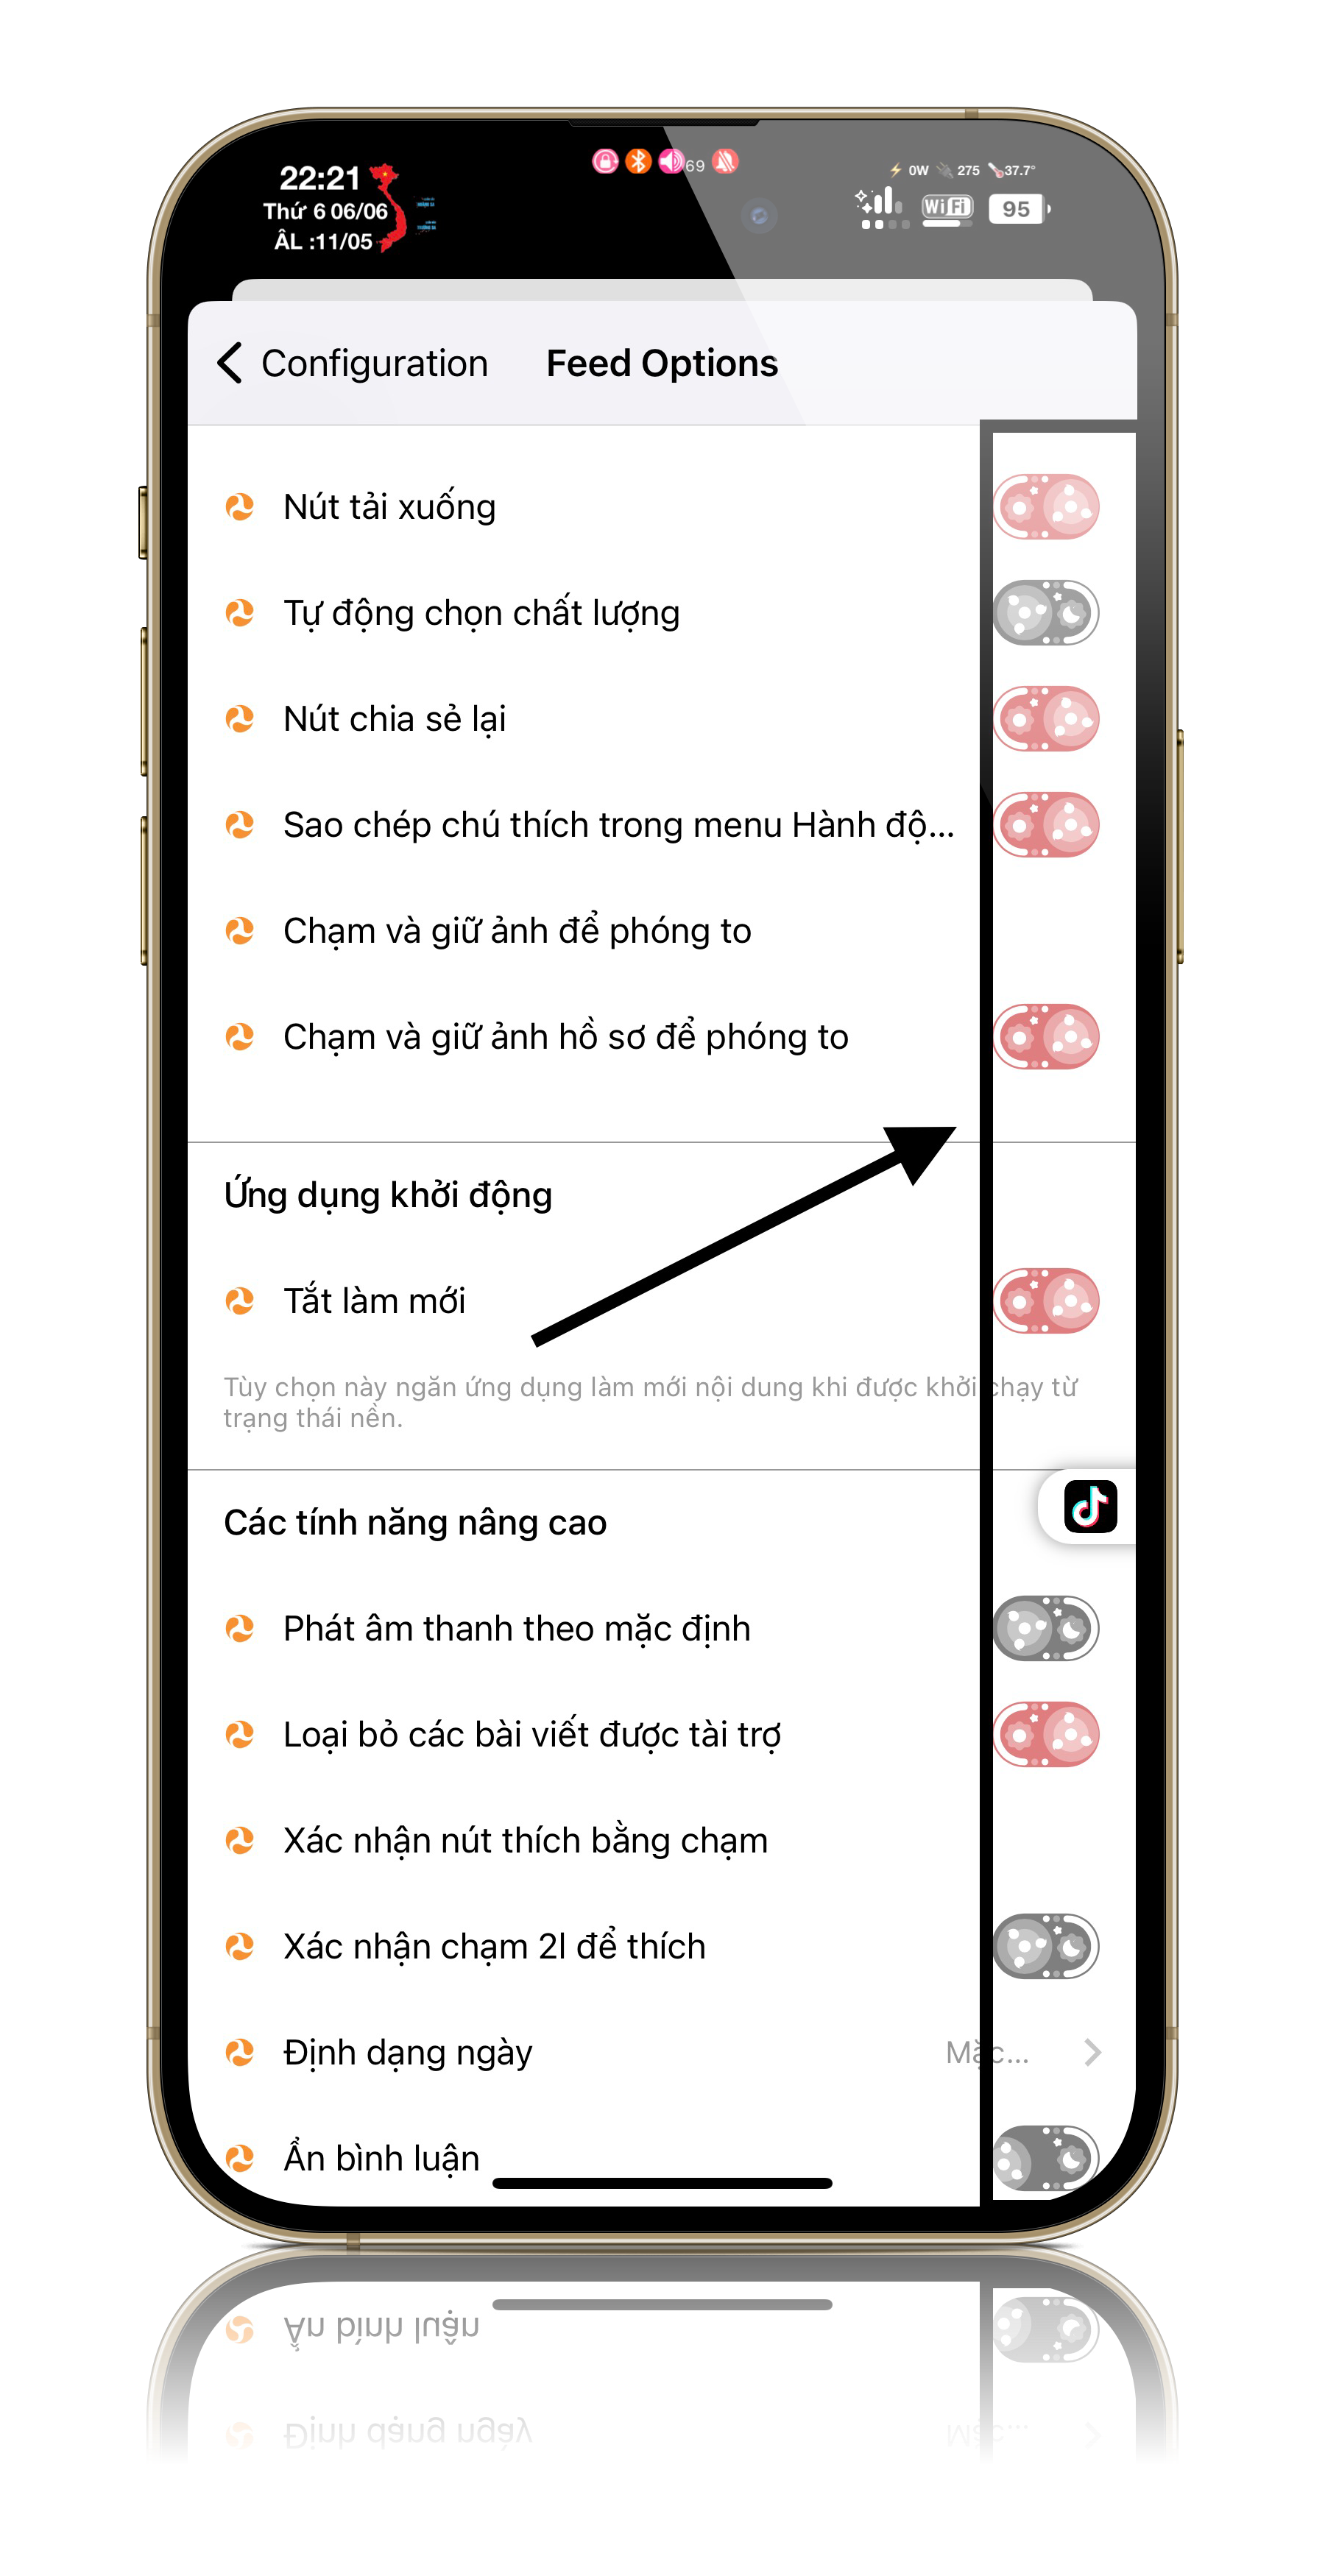 22:21
Thứ 6 06/06
ÂL :11/05
69
0W 275 37.7°
WiFi
95
Configuration
Feed Options
Nút tải xuống
Tự động chọn chất lượng
Nút chia sẻ lại
Sao chép chú thích trong menu Hành độ...
Chạm và giữ ảnh để phóng to
Chạm và giữ ảnh hồ sơ để phóng to
Ứng dụng khởi động
Tắt làm mới
Tùy chọn này ngăn ứng dụng làm mới nội dung khi được khởi chạy từ
trạng thái nền.
Các tính năng nâng cao
Phát âm thanh theo mặc định
Loại bỏ các bài viết được tài trợ
Xác nhận nút thích bằng chạm
Xác nhận chạm 2l để thích
Định dạng ngày
Mặc...
Ẩn bình luận